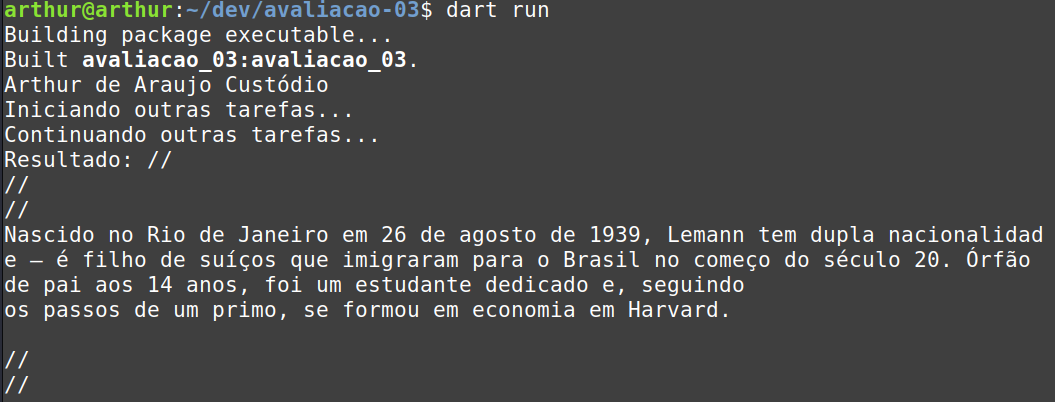 arthur@arthur:~/dev/avaliacao-03$ dart run
Building package executable...
Built avaliacao_03:avaliacao_03.
Arthur de Araujo Custódio
Iniciando outras tarefas...
Continuando outras tarefas...
Resultado: //
//
//
Nascido no Rio de Janeiro em 26 de agosto de 1939, Lemann tem dupla nacionalidad
e — é filho de suíços que imigraram para o Brasil no começo do século 20. Órfão
de pai aos 14 anos, foi um estudante dedicado e, seguindo
os passos de um primo, se formou em economia em Harvard.

//
//